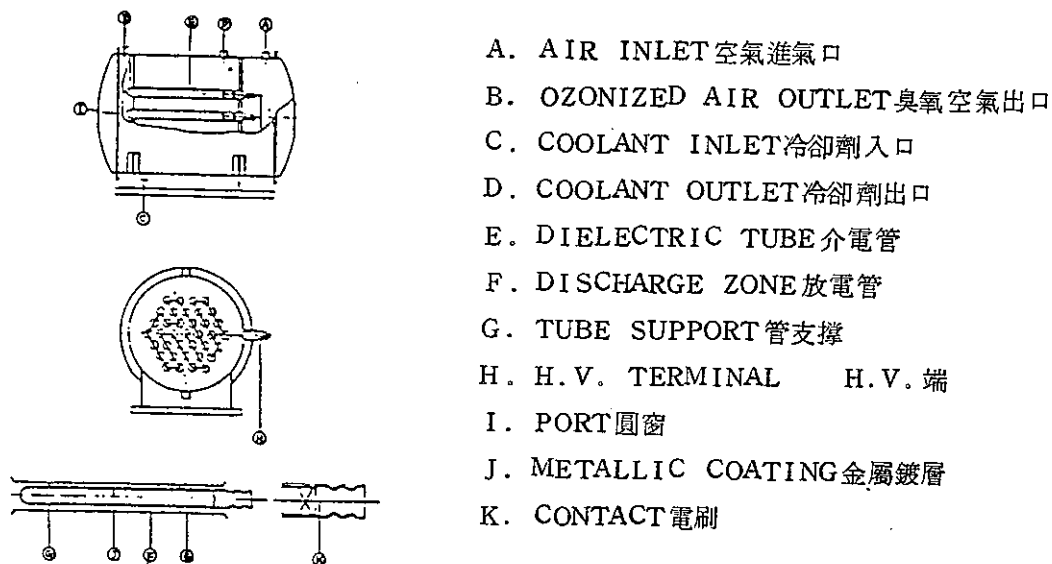 A. AIR INLET空氣進氣口
B. OZONIZED AIR OUTLET臭氧空氣出口
C. COOLANT INLET冷卻劑入口
D. COOLANT OUTLET冷卻劑出口
E。DIELECTRIC TUBE介電管
F. DISCHARGE ZONE放電管
G. TUBE SUPPORT管支撐
H。H.V。TERMINAL H.V。端
I. PORT圓窗
J. METALLIC COATING金屬鍍層
K. CONTACT電刷
A
C
J